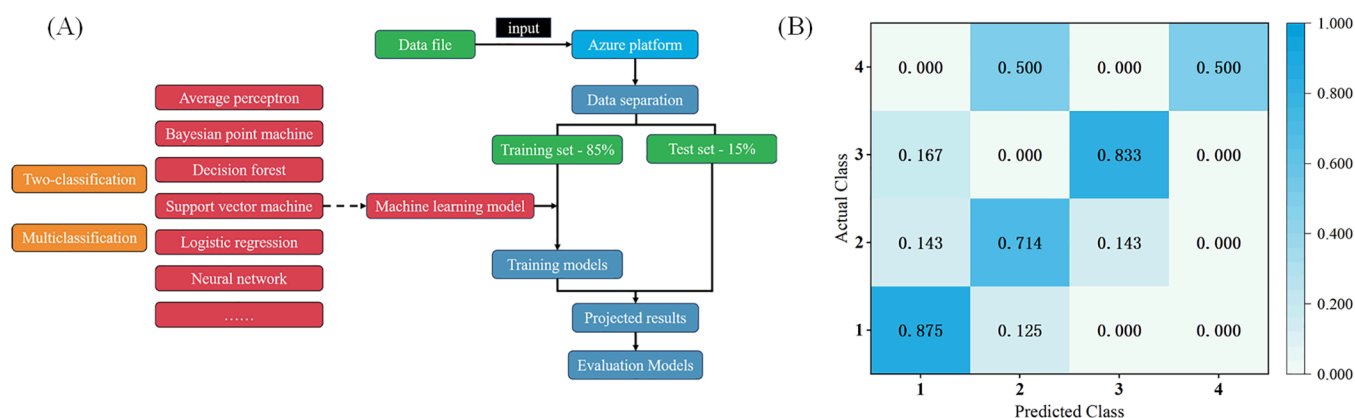 (A)
input
Data file
Azure platform
Data separation
Training set - 85%
Test set - 15%
Average perceptron
Bayesian point machine
Decision forest
Support vector machine
Logistic regression
Neural network
......
Two-classification
Multiclassification
Machine learning model
Training models
Projected results
Evaluation Models
(B)
Actual Class
4
0.000 0.500 0.000 0.500
3
0.167 0.000 0.833 0.000
2
0.143 0.714 0.143 0.000
1
0.875 0.125 0.000 0.000
1 2 3 4
Predicted Class
1.000
0.800
0.600
0.400
0.200
0.000